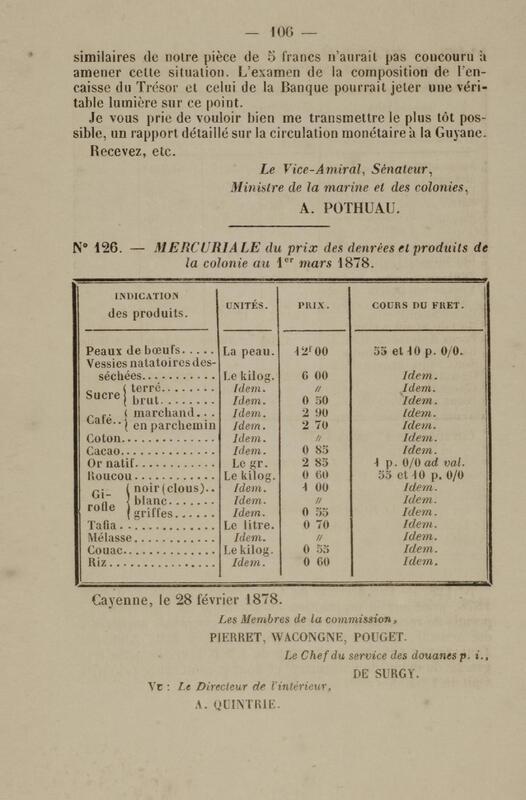 — 106 —
similaires de notre pièce de 5 francs n'aurait pas concouru à
amener cette situation. L'examen de la composition de l'en-
caisse du Trésor et celui de la Banque pourrait jeter une véri-
table lumière sur ce point.
Je vous prie de vouloir bien me transmettre le plus tôt pos-
sible, un rapport détaillé sur la circulation monétaire à la Guyane.
Recevez, etc.
Le Vice-Amiral, Sénateur,
Ministre de la marine et des colonies,
A. POTHUAU.
N° 126. — MERCURIALE du prix des denrées et produits de
la colonie au 1er mars 1878.
INDICATION des produits. UNITÉS. PRIX. COURS DU FRET.
Peaux de bœufs..... La peau. 12f 00 55 et 10 p. 0/0.
Vessies natatoires des-
séchées........... Le kilog. 6 00 Idem.
Sucre { terré........ Idem. // Idem.
brut........ Idem. 0 50 Idem.
Café.. { marchand... Idem. 2 90 Idem.
en parchemin Idem. 2 70 Idem.
Coton............. Idem. // Idem.
Cacao............. Idem. 0 85 Idem.
Or natif........... Le gr. 2 85 1 p. 0/0 ad val.
Roucou........... Le kilog. 0 60 55 et 10 p. 0/0
Gi-rofle { noir (clous).. Idem. 1 00 Idem.
blanc....... Idem. // Idem.
griffes...... Idem. 0 55 Idem.
Tafia............. Le litre. 0 70 Idem.
Mélasse........... Idem. // Idem.
Couac............. Le kilog. 0 55 Idem.
Riz............... Idem. 0 60 Idem.
Cayenne, le 28 février 1878.
Les Membres de la commission,
PIERRET, WACONGNE, POUGET.
Le Chef du service des douanes p. i.,
DE SURGY.
Vu : Le Directeur de l'intérieur,
A. QUINTRIE.